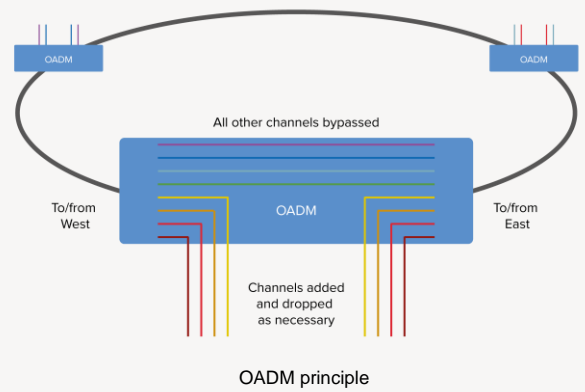 OADM
OADM
All other channels bypassed
To/from
West
OADM
To/from
East
Channels added
and dropped
as necessary
OADM principle